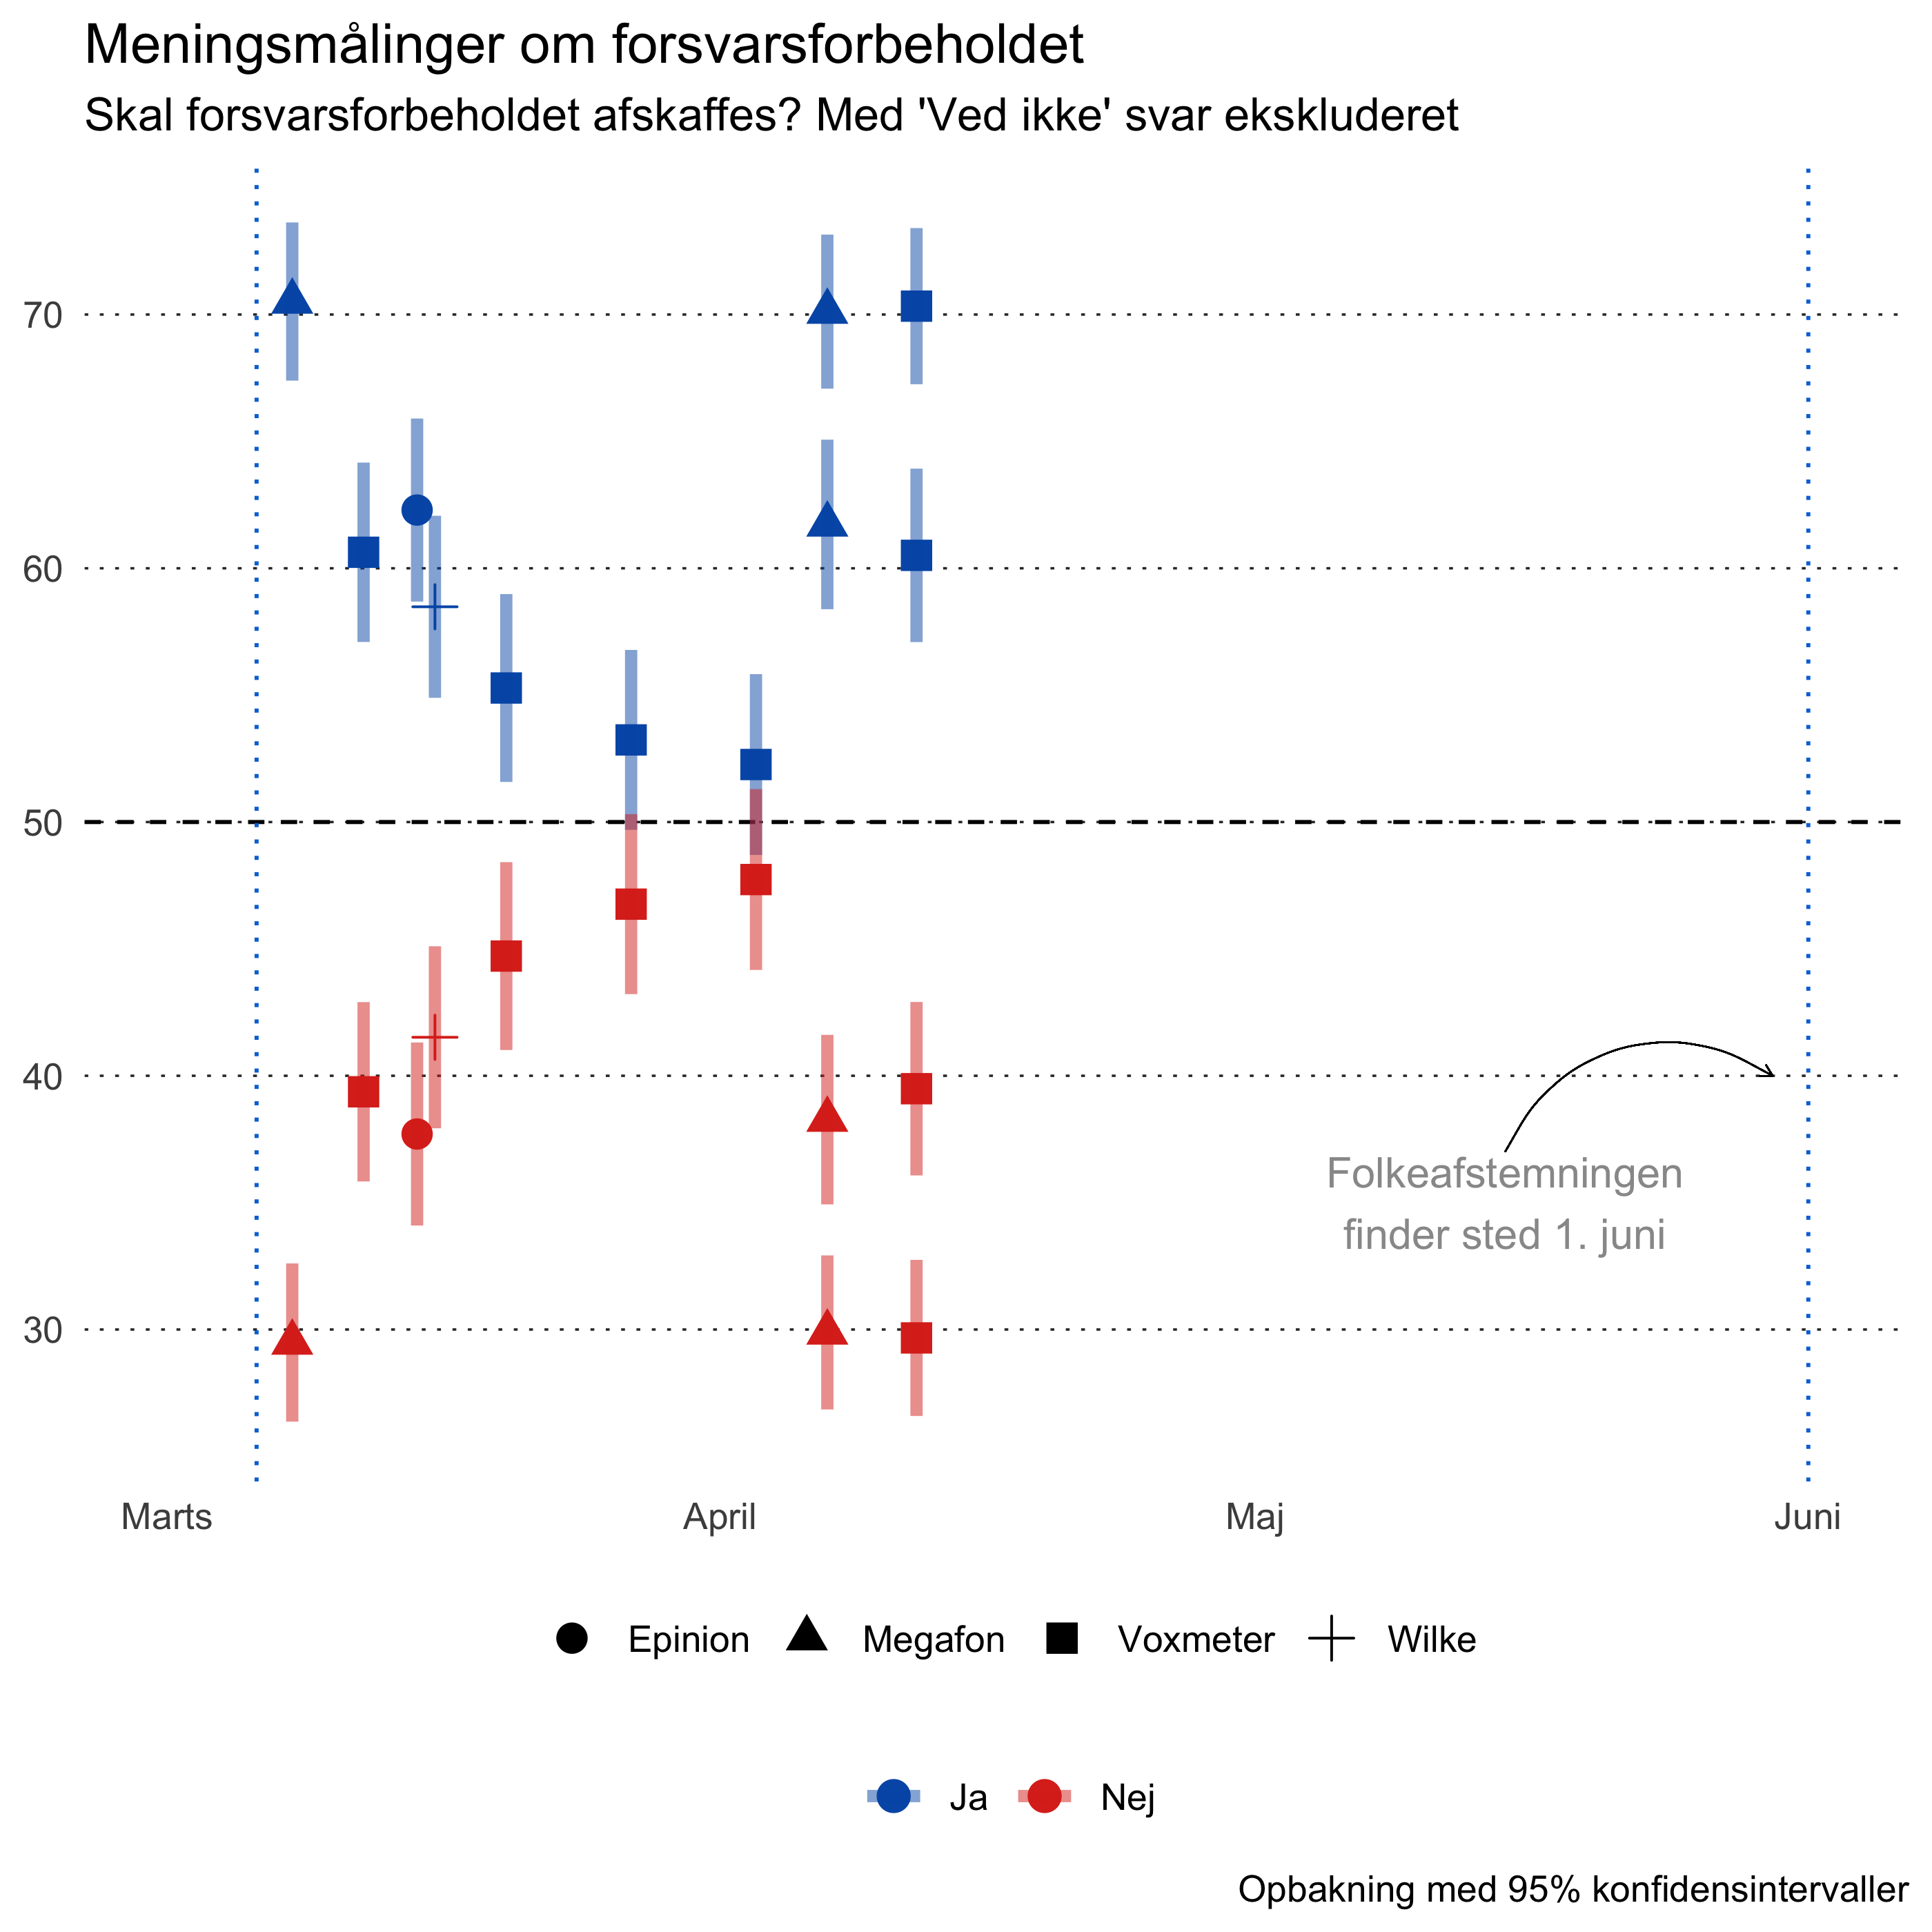 Meningsmålinger om forsvarsforbeholdet
Skal forsvarsforbeholdet afskaffes? Med 'Ved ikke' svar ekskluderet
70
60
50
40
30
Folkeafstemningen
finder sted 1. juni
Marts April Maj Juni
Epinion Megafon Voxmeter Wilke
Ja Nej
Opbakning med 95% konfidensintervaller